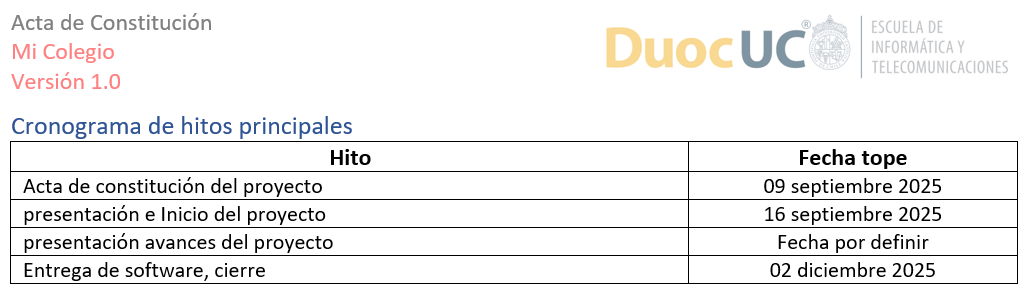 Acta de Constitución
Mi Colegio
Versión 1.0
DuocUC®
ESCUELA DE
INFORMÁTICA Y
TELECOMUNICACIONES
Cronograma de hitos principales
Hito Fecha tope
Acta de constitución del proyecto 09 septiembre 2025
presentación e Inicio del proyecto 16 septiembre 2025
presentación avances del proyecto Fecha por definir
Entrega de software, cierre 02 diciembre 2025